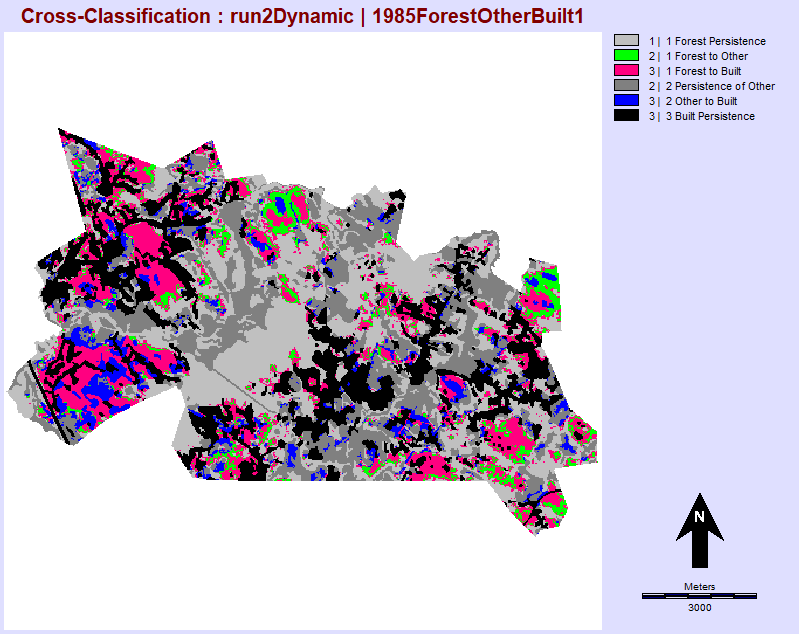 Cross-Classification : run2Dynamic | 1985ForestOtherBuilt1
1 | 1 Forest Persistence
2 | 1 Forest to Other
3 | 1 Forest to Built
2 | 2 Persistence of Other
3 | 2 Other to Built
3 | 3 Built Persistence
N
Meters
3000